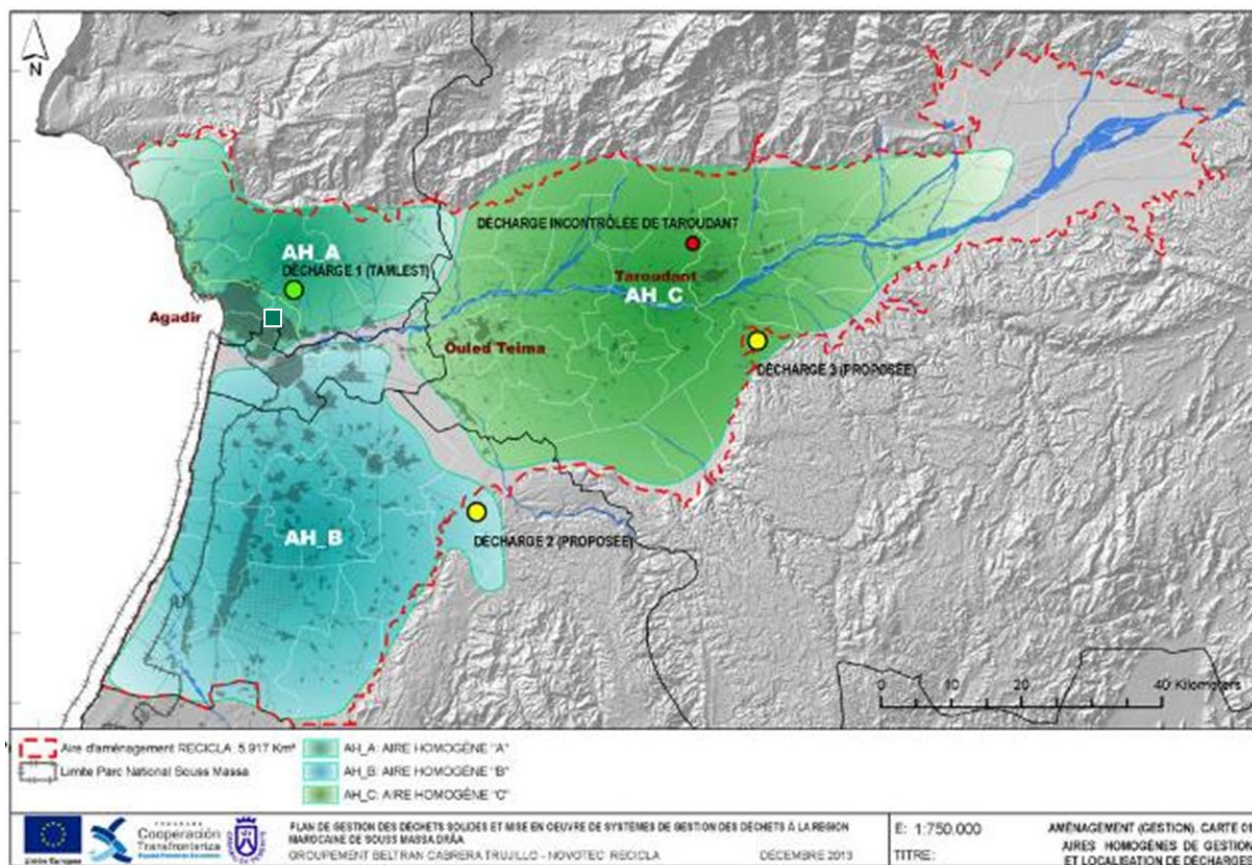 N
DÉCHARGE INCONTRÔLÉE DE TAROUDANT
AH_A
DÉCHARGE 1 (TAMLEST)
Taroudant
AH_C
Agadir
Ouled Teima
DÉCHARGE 3 (PROPOSÉE)
AH_B
DÉCHARGE 2 (PROPOSÉE)
0 10 20 40 Kilometers
Aire d'aménagement RECICLA: 5.917 Km²
Limite Parc National Souss Massa
AH_A: AIRE HOMOGÈNE "A"
AH_B: AIRE HOMOGÈNE "B"
AH_C: AIRE HOMOGÈNE "C"
Unión Europea
PROGRAMA
Cooperación
Transfronteriza
PLAN DE GESTION DES DÉCHETS SOLIDES ET MISE EN OEUVRE DE SYSTÈMES DE GESTION DES DÉCHETS À LA RÉGION
MAROCAINE DE SOUSS MASSA DRÂA
GROUPEMENT BELTRAN CABRERA TRUJILLO - NOVOTEC RECICLA DÉCEMBRE 2013
E: 1:750.000
TITRE:
AMÉNAGEMENT (GESTION). CARTE
AIRES HOMOGÈNES DE GESTION
ET LOCALISATION DE DÉCHARGE